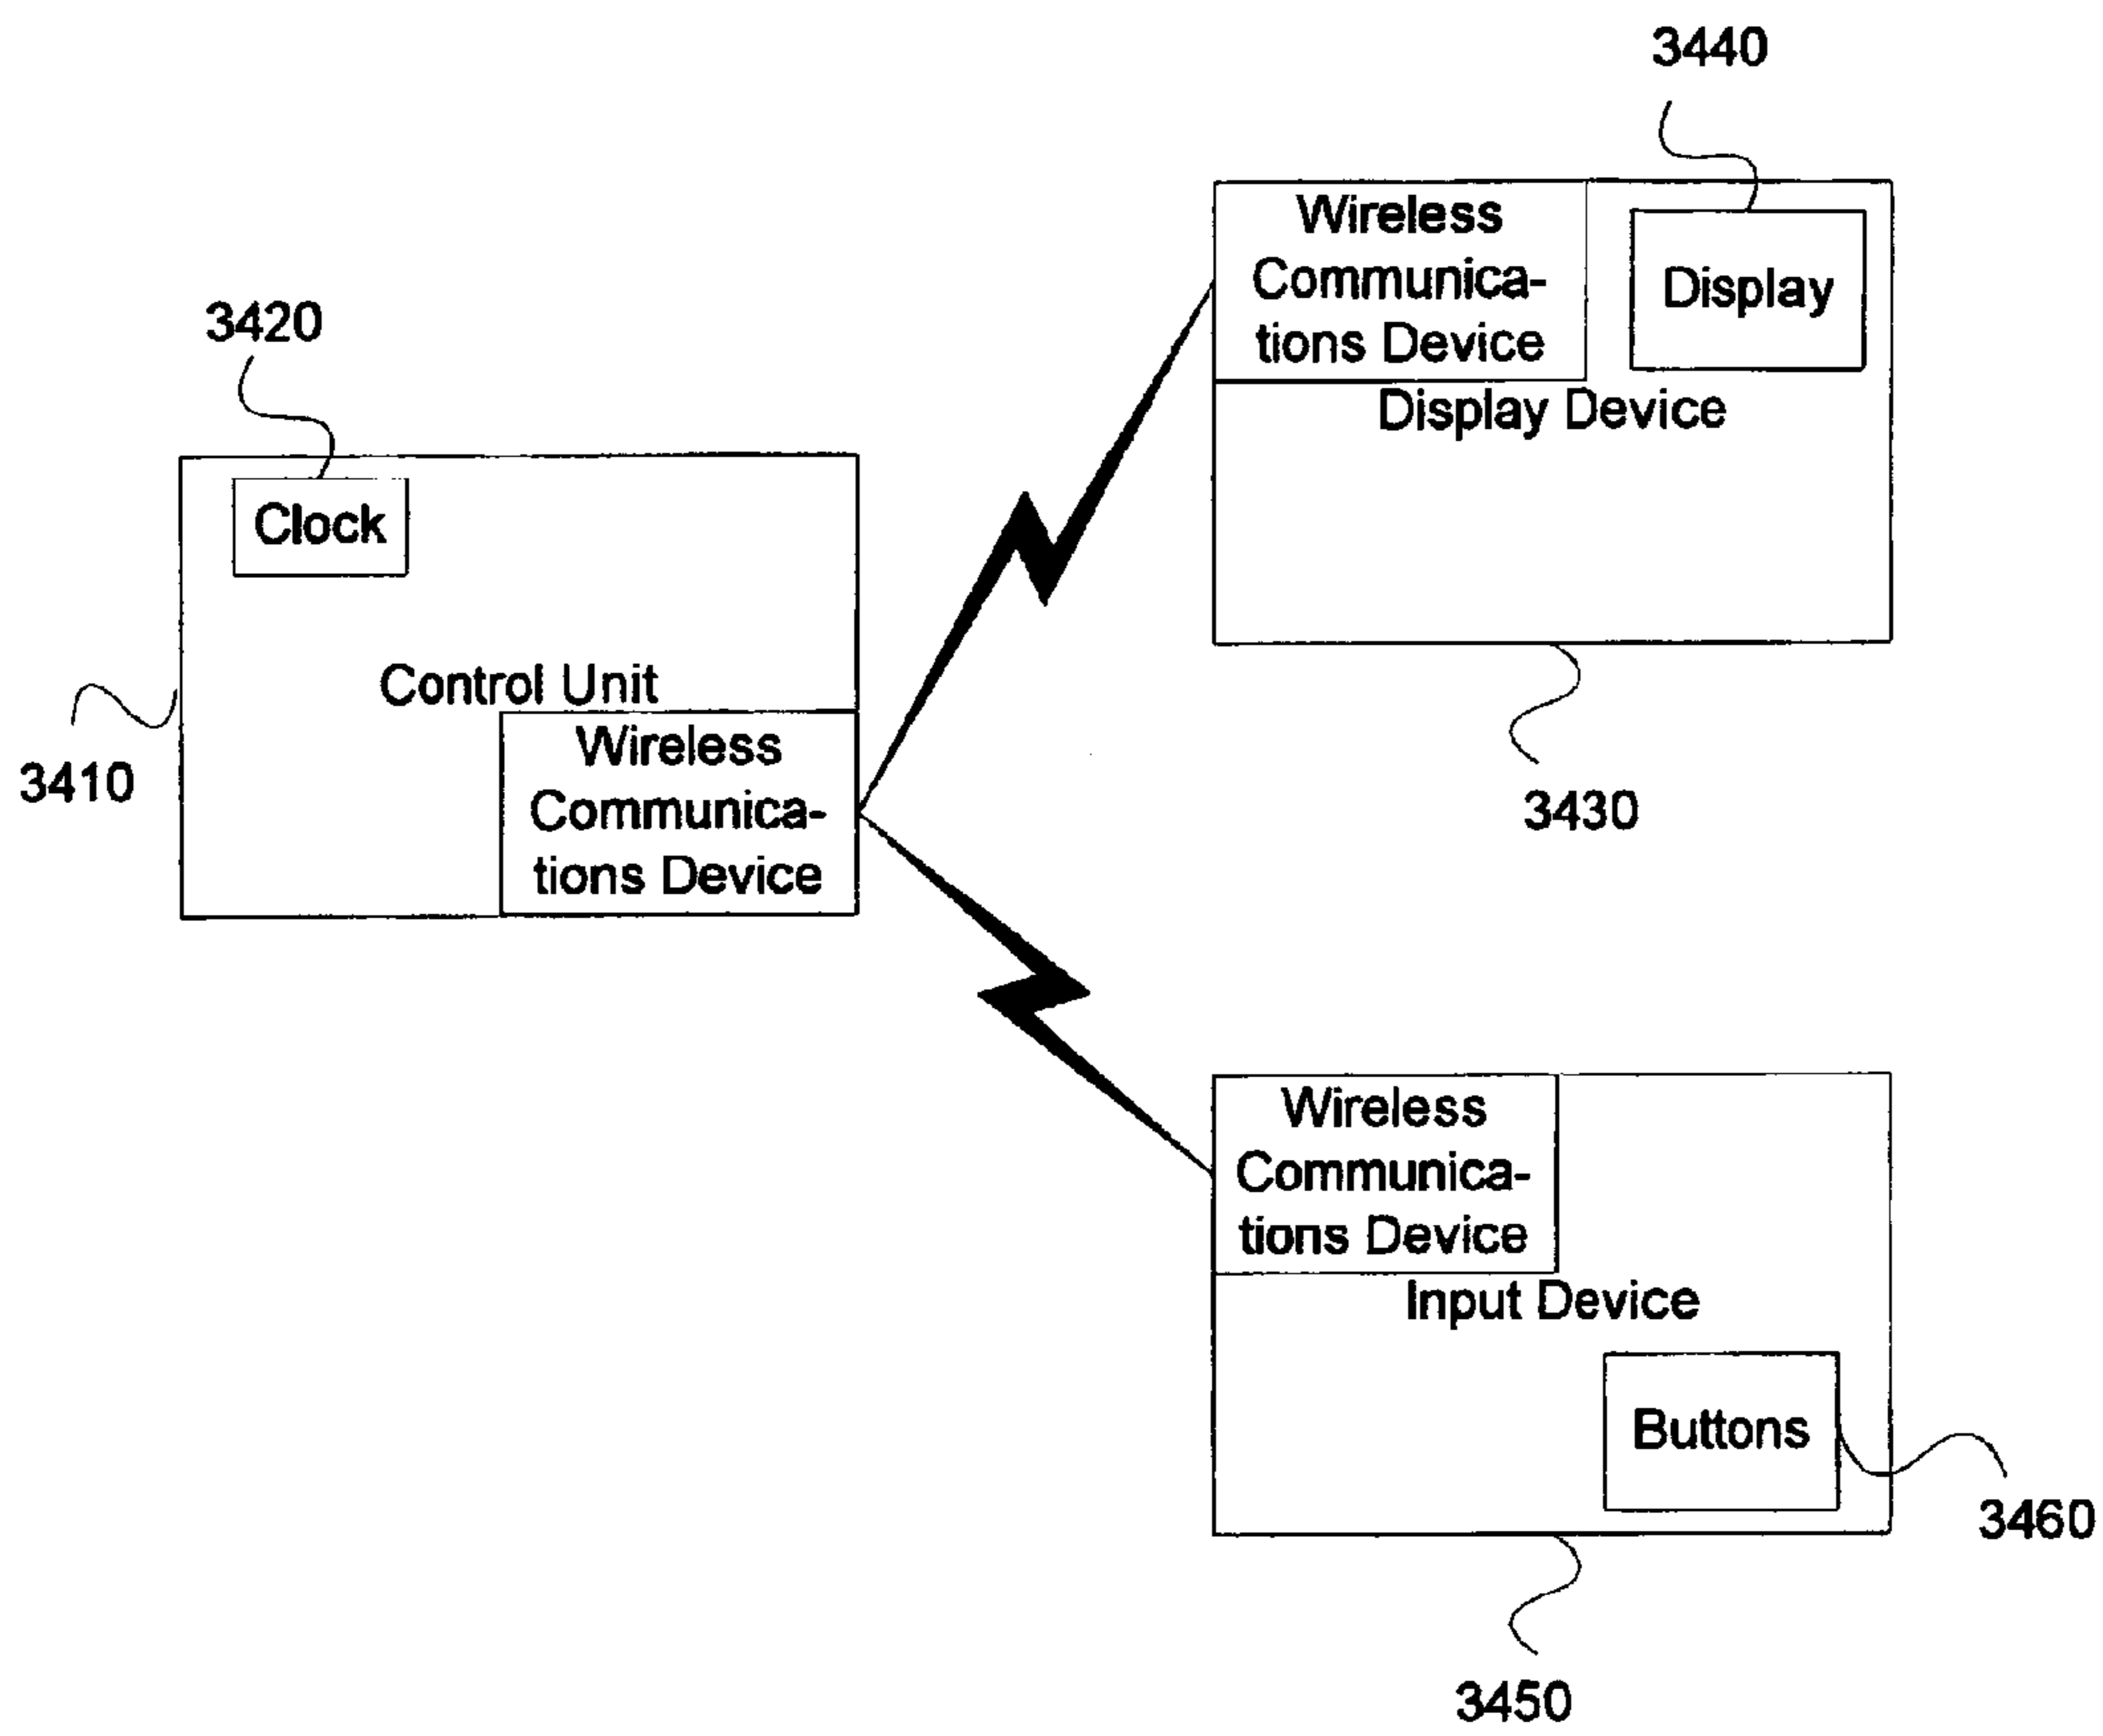 3440
Wireless
Communica-
tions Device
Display
Display Device
3420
Clock
Control Unit
Wireless
Communica-
tions Device
3410
3430
Wireless
Communica-
tions Device
Input Device
Buttons
3460
3450